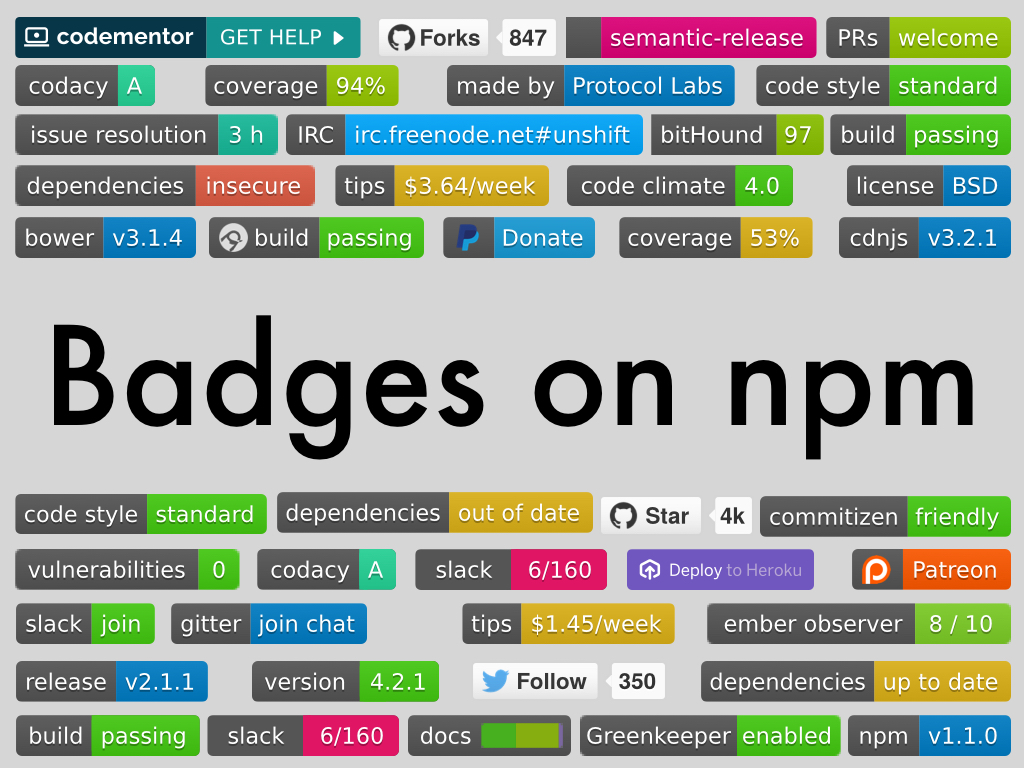 codementor GET HELP Forks 847 semantic-release PRs welcome
codacy A coverage 94% made by Protocol Labs code style standard
issue resolution 3 h IRC irc.freenode.net#unshift bitHound 97 build passing
dependencies insecure tips $3.64/week code climate 4.0 license BSD
bower v3.1.4 build passing Donate coverage 53% cdnjs v3.2.1
Badges on npm
code style standard dependencies out of date Star 4k commitizen friendly
vulnerabilities 0 codacy A slack 6/160 Deploy to Heroku Patreon
slack join gitter join chat tips $1.45/week ember observer 8 / 10
release v2.1.1 version 4.2.1 Follow 350 dependencies up to date
build passing slack 6/160 docs Greenkeeper enabled npm v1.1.0